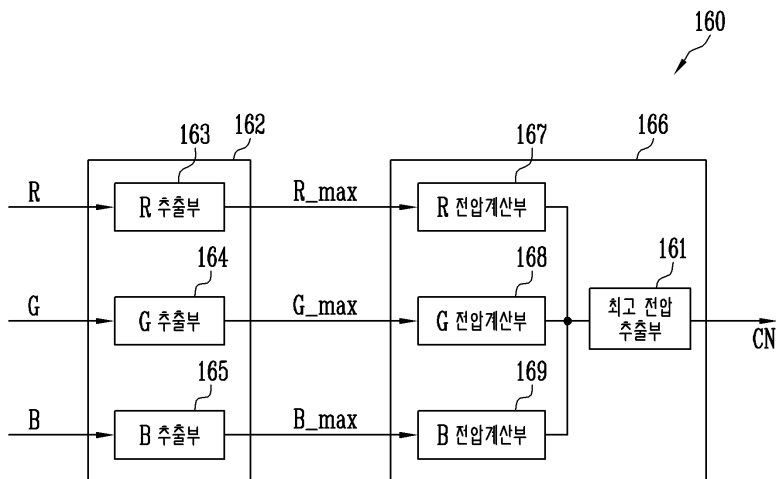 160
163
162
167
166
R
R 추출부
R_max
R 전압계산부
164
168
161
G
G 추출부
G_max
G 전압계산부
최고 전압
추출부
CN
165
169
B
B 추출부
B_max
B 전압계산부